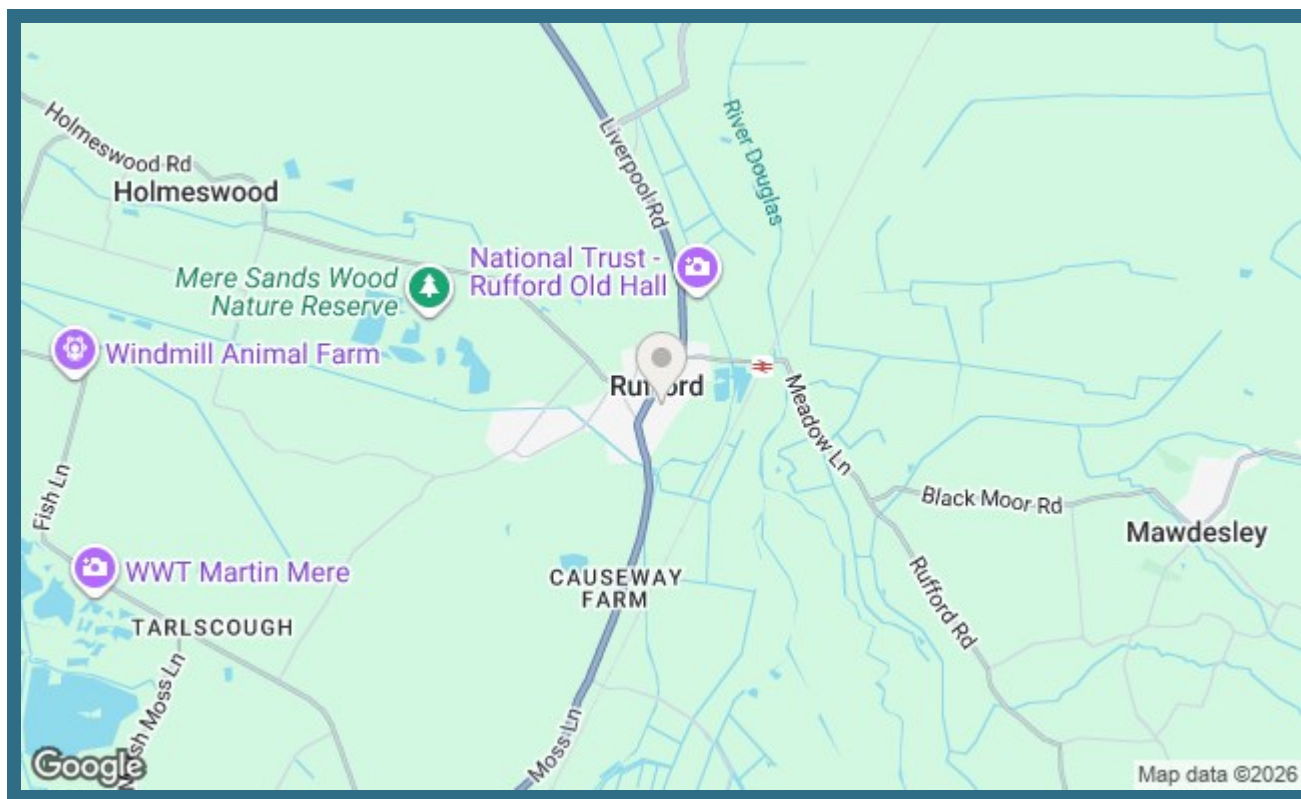 Holmeswood Rd
Holmeswood
Liverpool Rd
River Douglas
National Trust -
Rufford Old Hall
Mere Sands Wood
Nature Reserve
Windmill Animal Farm
Rufford
Meadow Ln
Fish Ln
Black Moor Rd
Mawdesley
WWT Martin Mere
CAUSEWAY
FARM
Rufford Rd
TARLSCOUGH
Moss Ln
Moss Ln
Google
Map data ©2026